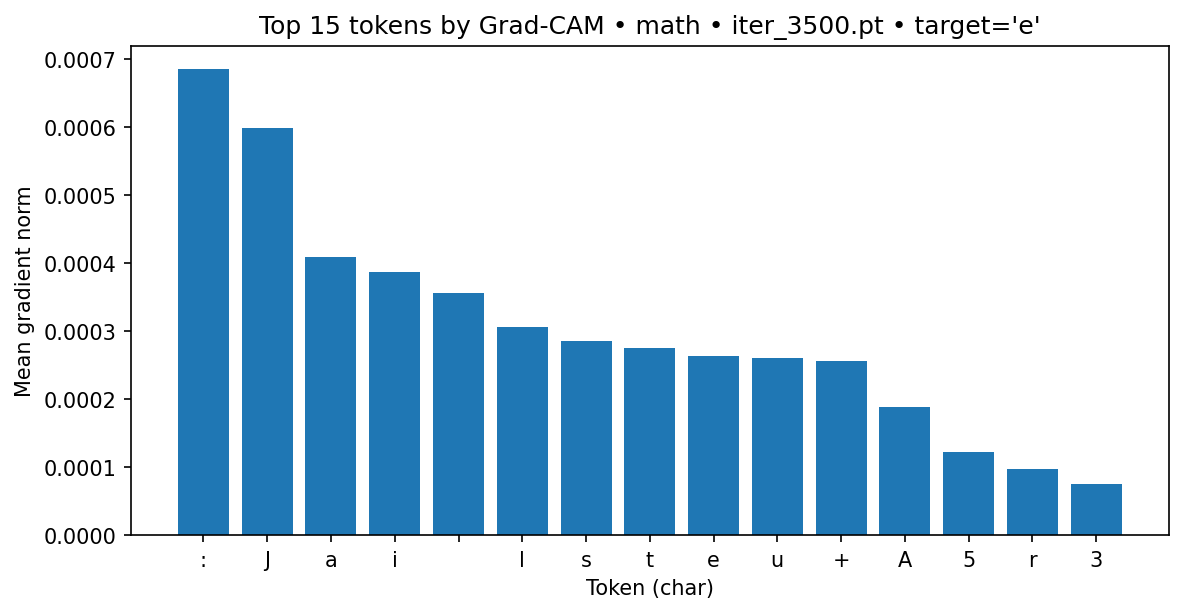 Top 15 tokens by Grad-CAM • math • iter_3500.pt • target='e'
Mean gradient norm
0.0007
0.0006
0.0005
0.0004
0.0003
0.0002
0.0001
0.0000
: J a i l s t e u + A 5 r 3
Token (char)